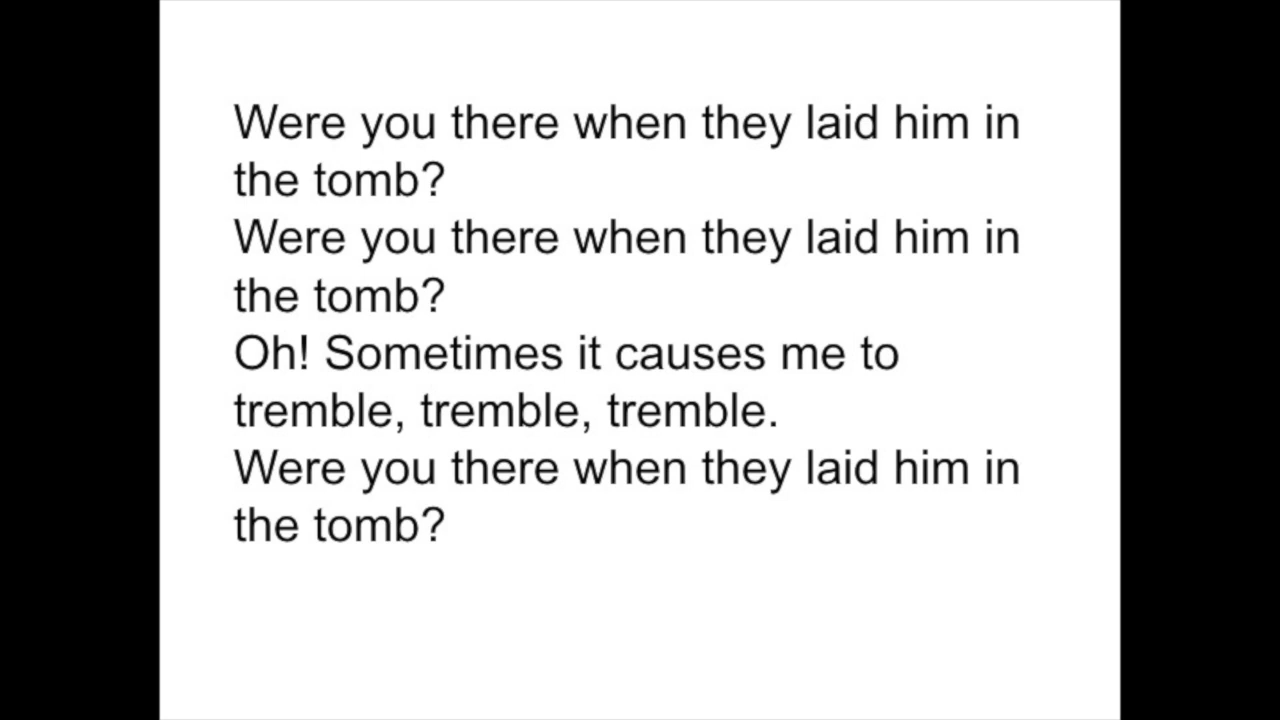 Were you there when they laid him in
the tomb?
Were you there when they laid him in
the tomb?
Oh! Sometimes it causes me to
tremble, tremble, tremble.
Were you there when they laid him in
the tomb?